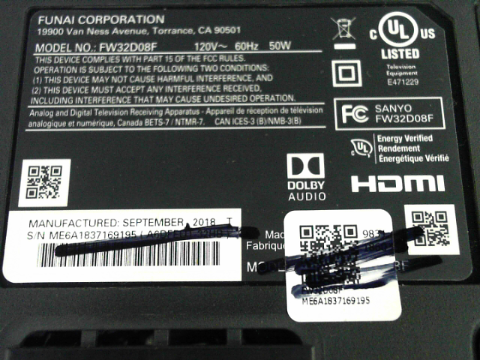 FUNAI CORPORATION
19900 Van Ness Avenue, Torrance, CA 90501
MODEL NO.: FW32D08F 120V~ 60Hz 50W
THIS DEVICE COMPLIES WITH PART 15 OF THE FCC RULES.
OPERATION IS SUBJECT TO THE FOLLOWING TWO CONDITIONS:
(1) THIS DEVICE MAY NOT CAUSE HARMFUL INTERFERENCE, AND
(2) THIS DEVICE MUST ACCEPT ANY INTERFERENCE RECEIVED,
INCLUDING INTERFERENCE THAT MAY CAUSE UNDESIRED OPERATION.
Analog and Digital Television Receiving Apparatus - Appareil de réception de télévision
analogique et numérique, Canada BETS-7 / NTMR-7. CAN ICES-3 (B)/NMB-3(B)
C UL US
LISTED
Television
Equipment
E471229
FC SANYO
FW32D08F
C UL
Energy Verified
Rendement
Énergétique Vérifié
DOLBY
AUDIO
HDMI
MANUFACTURED: SEPTEMBER 2018 T
S/N ME6A1837169195
Fabriqué
FW32D08F
ME6A1837169195